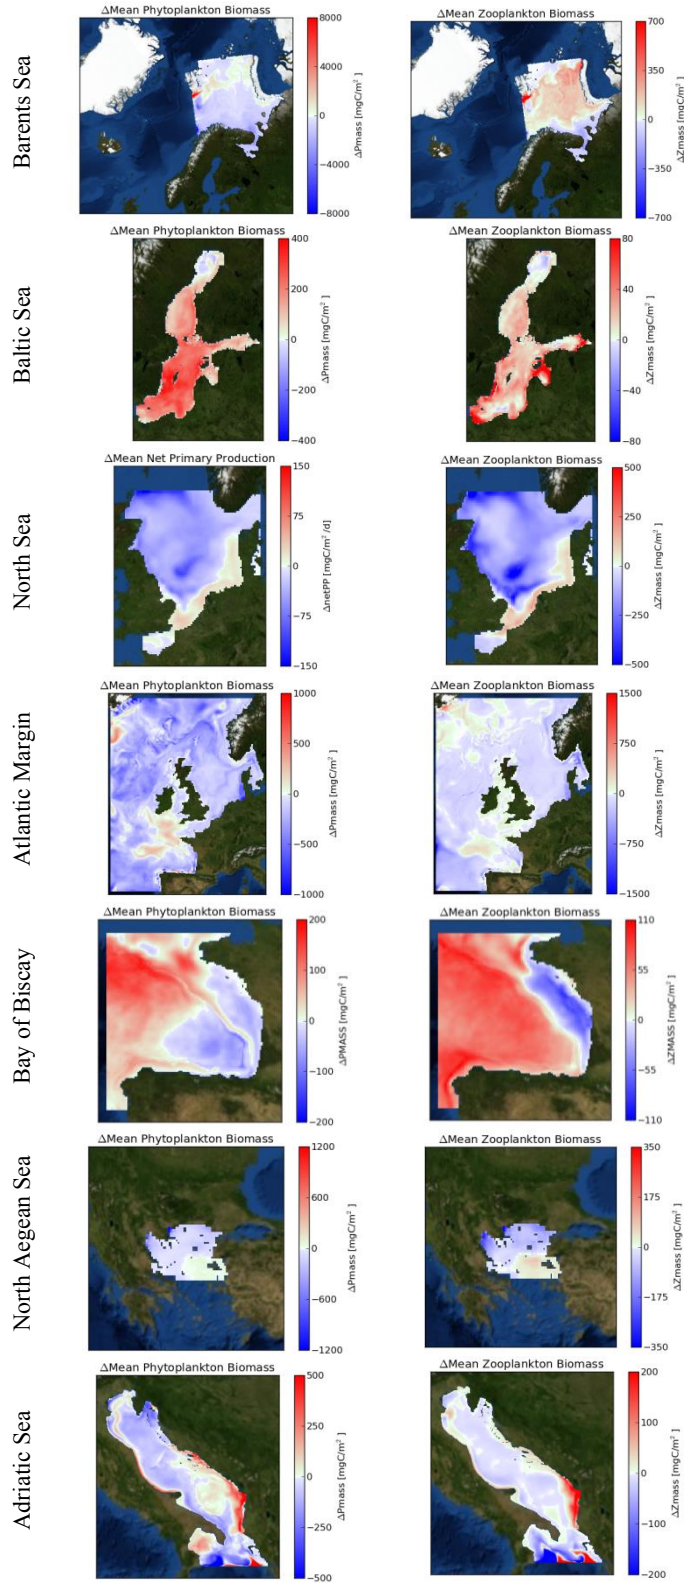 Barents Sea
ΔMean Phytoplankton Biomass
8000
4000
0
−4000
−8000
ΔPmass [mgC/m² ]
ΔMean Zooplankton Biomass
700
350
0
−350
−700
ΔZmass [mgC/m² ]
Baltic Sea
ΔMean Phytoplankton Biomass
400
200
0
−200
−400
ΔPmass [mgC/m² ]
ΔMean Zooplankton Biomass
80
40
0
−40
−80
ΔZmass [mgC/m² ]
North Sea
ΔMean Net Primary Production
150
75
0
−75
−150
ΔnetPP [mgC/m² /d]
ΔMean Zooplankton Biomass
500
250
0
−250
−500
ΔZmass [mgC/m² ]
Atlantic Margin
ΔMean Phytoplankton Biomass
1000
500
0
−500
−1000
ΔPmass [mgC/m² ]
ΔMean Zooplankton Biomass
1500
750
0
−750
−1500
ΔZmass [mgC/m² ]
Bay of Biscay
ΔMean Phytoplankton Biomass
200
100
0
−100
−200
ΔPMASS [mgC/m² ]
ΔMean Zooplankton Biomass
110
55
0
−55
−110
ΔZMASS [mgC/m² ]
North Aegean Sea
ΔMean Phytoplankton Biomass
1200
600
0
−600
−1200
ΔPmass [mgC/m² ]
ΔMean Zooplankton Biomass
350
175
0
−175
−350
ΔZmass [mgC/m² ]
Adriatic Sea
ΔMean Phytoplankton Biomass
500
250
0
−250
−500
ΔPmass [mgC/m² ]
ΔMean Zooplankton Biomass
200
100
0
−100
−200
ΔZmass [mgC/m² ]